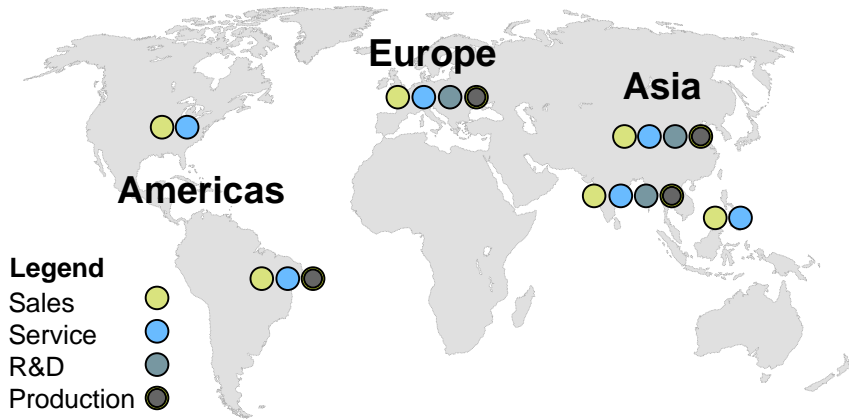 Europe
Asia
Americas
Legend
Sales
Service
R&D
Production